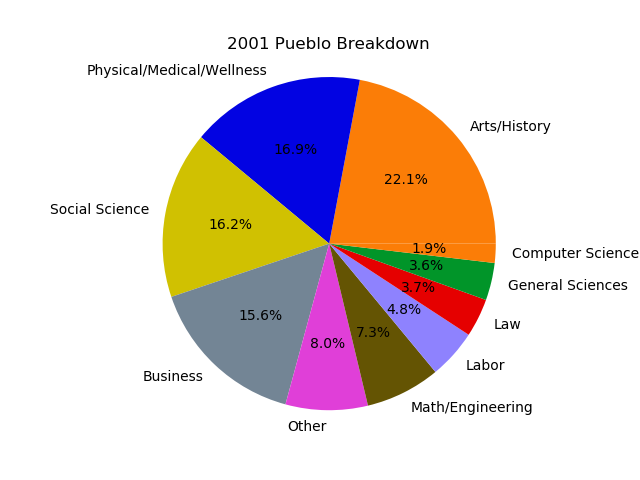 2001 Pueblo Breakdown
Physical/Medical/Wellness
Arts/History
16.9%
22.1%
Social Science
16.2%
1.9%
Computer Science
3.6%
General Sciences
3.7%
15.6%
4.8%
Law
7.3%
8.0%
Labor
Business
Math/Engineering
Other